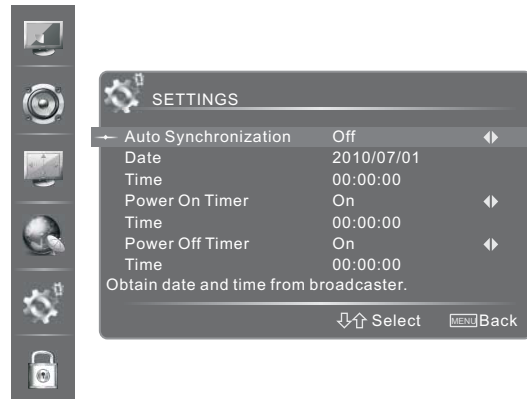 SETTINGS
Auto Synchronization Off
Date 2010/07/01
Time 00:00:00
Power On Timer On
Time 00:00:00
Power Off Timer On
Time 00:00:00
Obtain date and time from broadcaster.
Select MENU Back